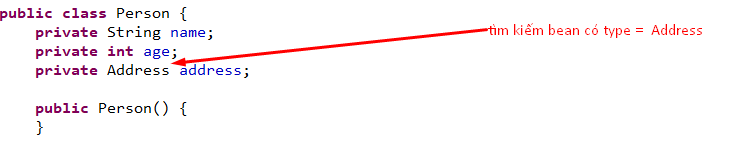 public class Person {
private String name;
private int age;
private Address address;
tìm kiếm bean có type = Address
public Person() {
}